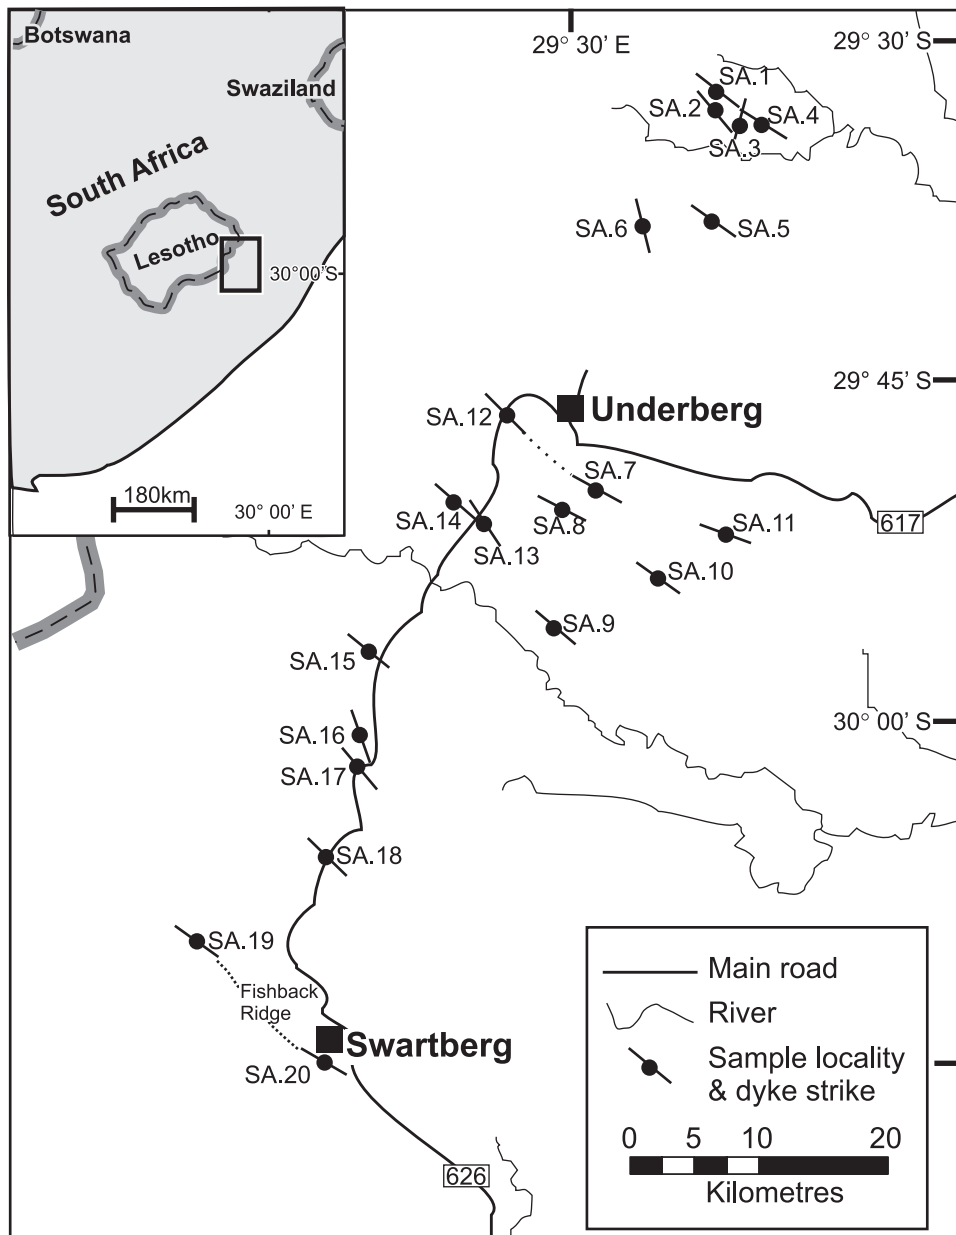 Botswana
Swaziland
South Africa
Lesotho
30°00'S
180km
30° 00' E
29° 30' E
29° 30' S
SA.1
SA.2
SA.4
SA.3
SA.6
SA.5
29° 45' S
SA.12
Underberg
SA.7
SA.14
SA.8
SA.11
617
SA.13
SA.10
SA.9
SA.15
30° 00' S
SA.16
SA.17
SA.18
SA.19
Fishback
Ridge
Swartberg
SA.20
626
Main road
River
Sample locality
& dyke strike
0 5 10 20
Kilometres